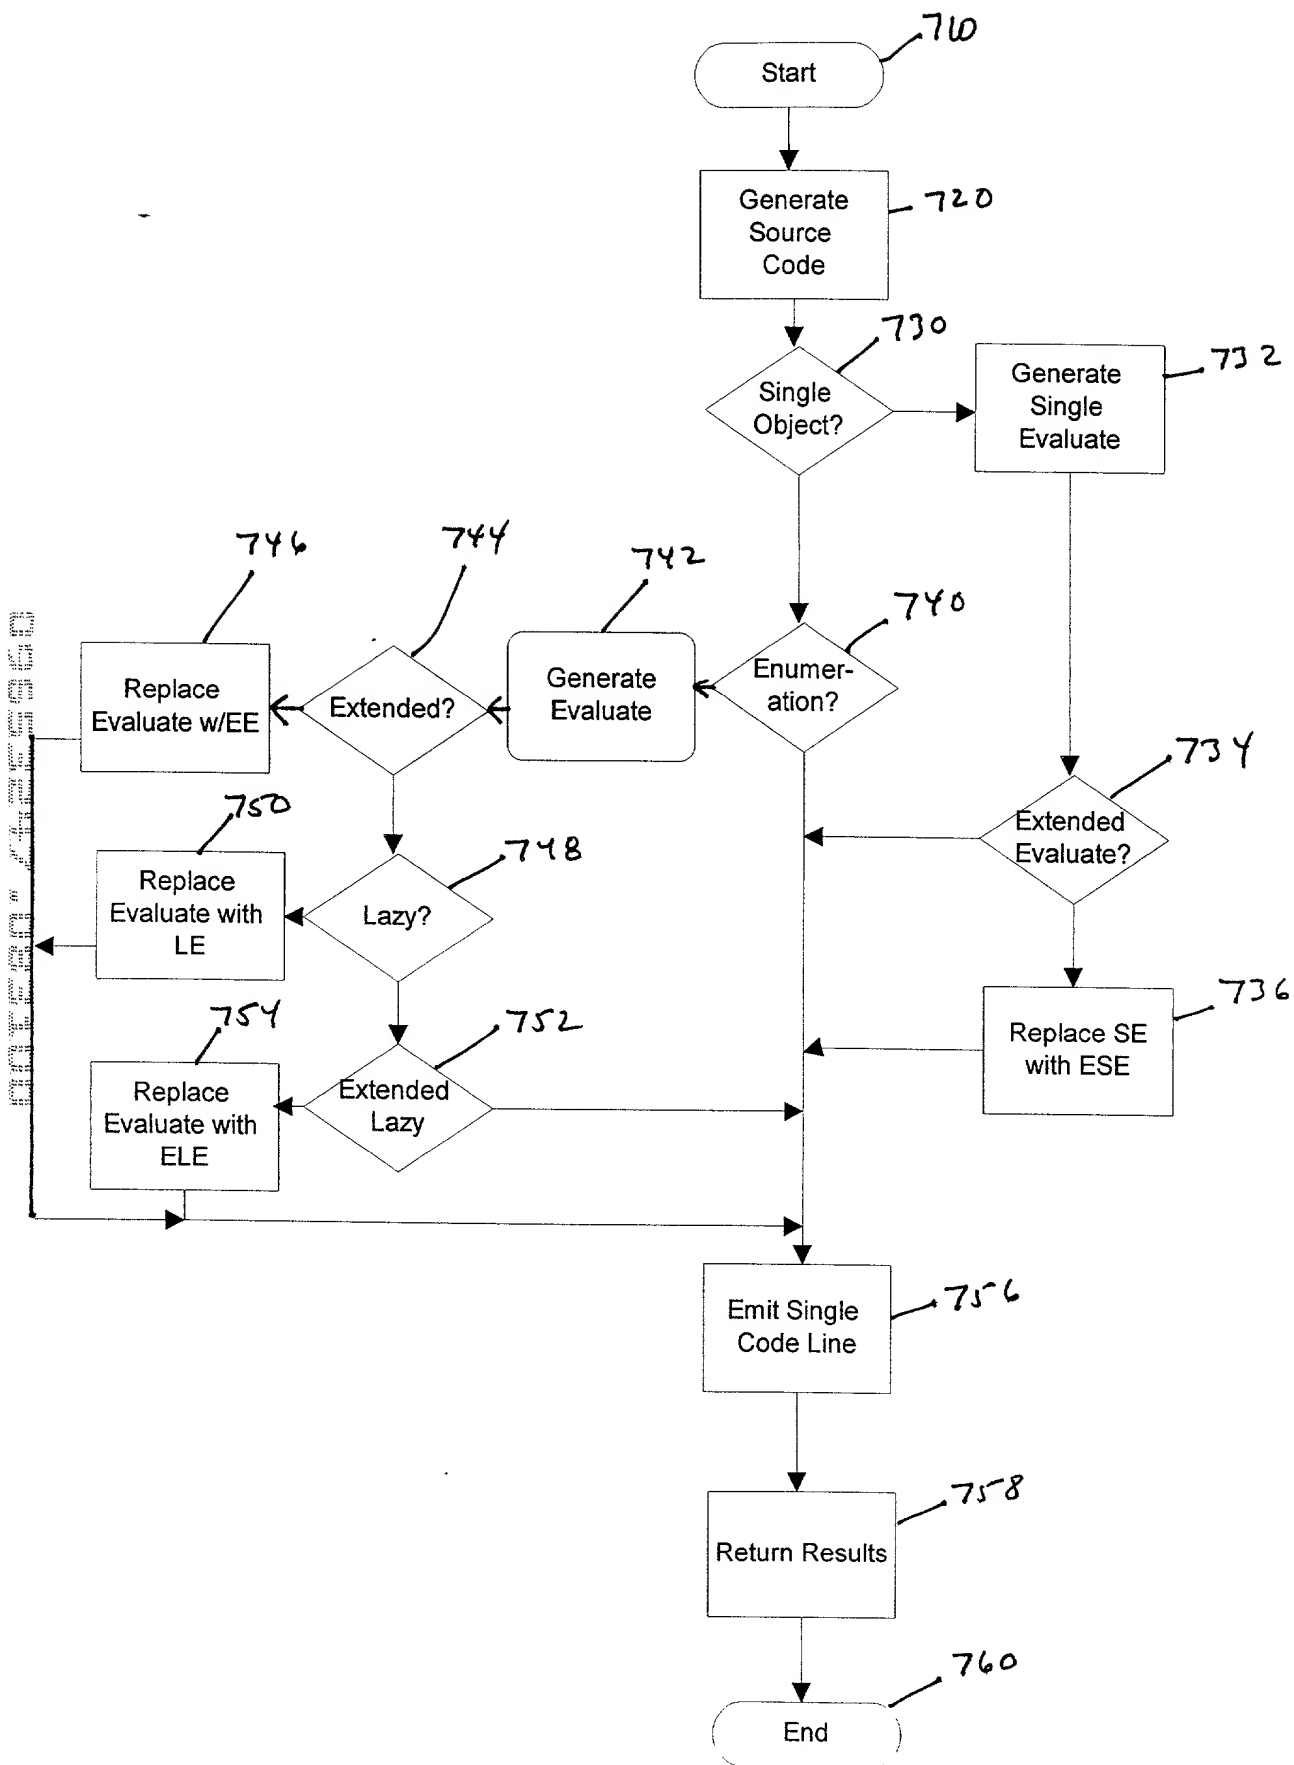 710
Start
Generate
Source
Code
720
730
Single
Object?
Generate
Single
Evaluate
732
746
744
742
740
Replace
Evaluate w/EE
Extended?
Generate
Evaluate
Enumer-
ation?
734
Extended
Evaluate?
750
Replace
Evaluate with
LE
748
Lazy?
736
Replace SE
with ESE
754
Replace
Evaluate with
ELE
752
Extended
Lazy
Emit Single
Code Line
756
758
Return Results
760
End